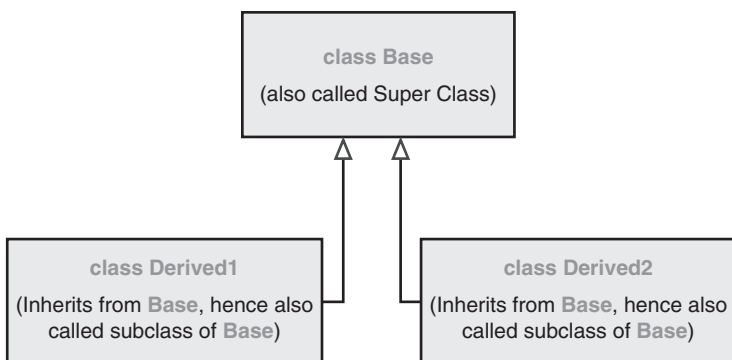 class Base
(also called Super Class)
class Derived1
(Inherits from Base, hence also
called subclass of Base)
class Derived2
(Inherits from Base, hence also
called subclass of Base)